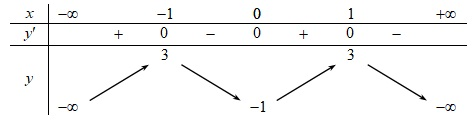 x −∞ −1 0 1 +∞
y′ + 0 − 0 + 0 −
3 3
y
−∞ −1 −∞